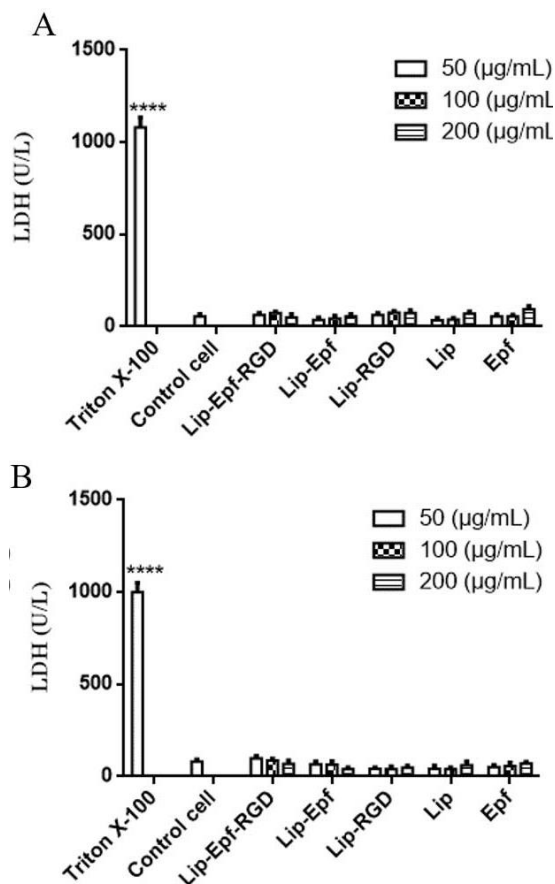 A
1500
1000
500
0
LDH (U/L)
****
50 (µg/mL)
100 (µg/mL
200 (µg/mL
Triton X-100
Control cell
Lip-Epf-RGD
Lip-Epf
Lip-RGD
Lip
Epf
B
1500
1000
500
0
LDH (U/L)
****
50 (µg/mL)
100 (µg/mL)
200 (µg/mL)
Triton X-100
Control cell
Lip-Epf-RGD
Lip-Epf
Lip-RGD
Lip
Epf